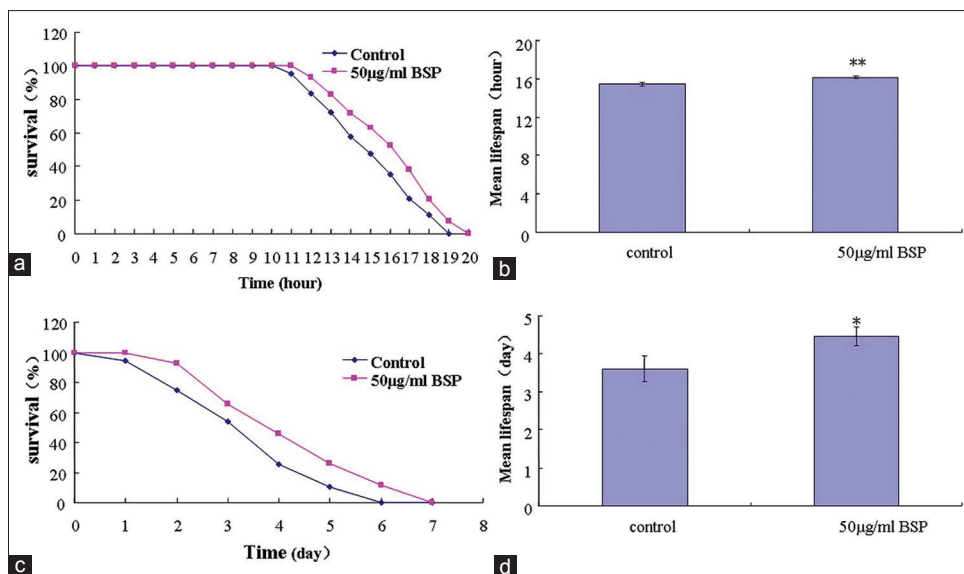 120
100
80
60
40
20
0
survival (%)
Control
50µg/ml BSP
0 1 2 3 4 5 6 7 8 9 10 11 12 13 14 15 16 17 18 19 20
Time (hour)
a
20
16
12
8
4
0
Mean lifespan (hour)
**
control
50µg/ml BSP
b
120
100
80
60
40
20
0
survival (%)
Control
50µg/ml BSP
0 1 2 3 4 5 6 7 8
Time (day)
c
5
4
3
2
1
0
Mean lifespan (day)
*
control
50µg/ml BSP
d